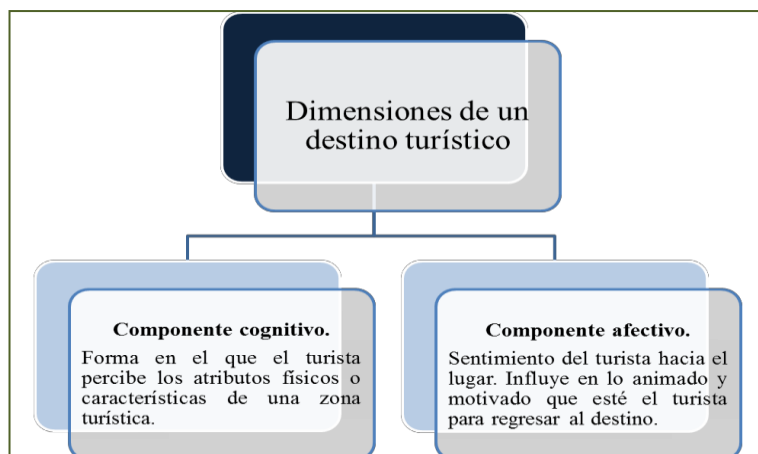 Dimensiones de un
destino turístico
Componente cognitivo.
Forma en el que el turista
percibe los atributos físicos o
características de una zona
turística.
Componente afectivo.
Sentimiento del turista hacia el
lugar. Influye en lo animado y
motivado que esté el turista
para regresar al destino.